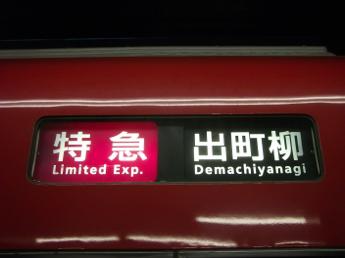 特急 出町柳
Limited Exp. Demachiyanagi